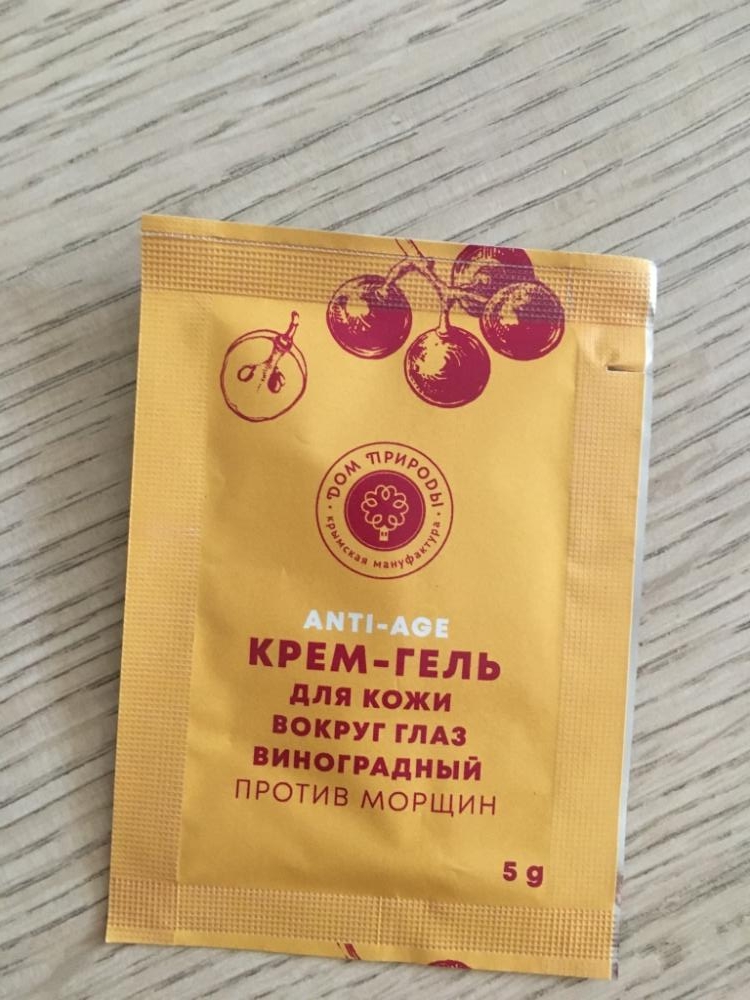 ДОМ ПРИРОДЫ
крымская мануфактура
ANTI-AGE
КРЕМ-ГЕЛЬ
ДЛЯ КОЖИ
ВОКРУГ ГЛАЗ
ВИНОГРАДНЫЙ
ПРОТИВ МОРЩИН
5 g